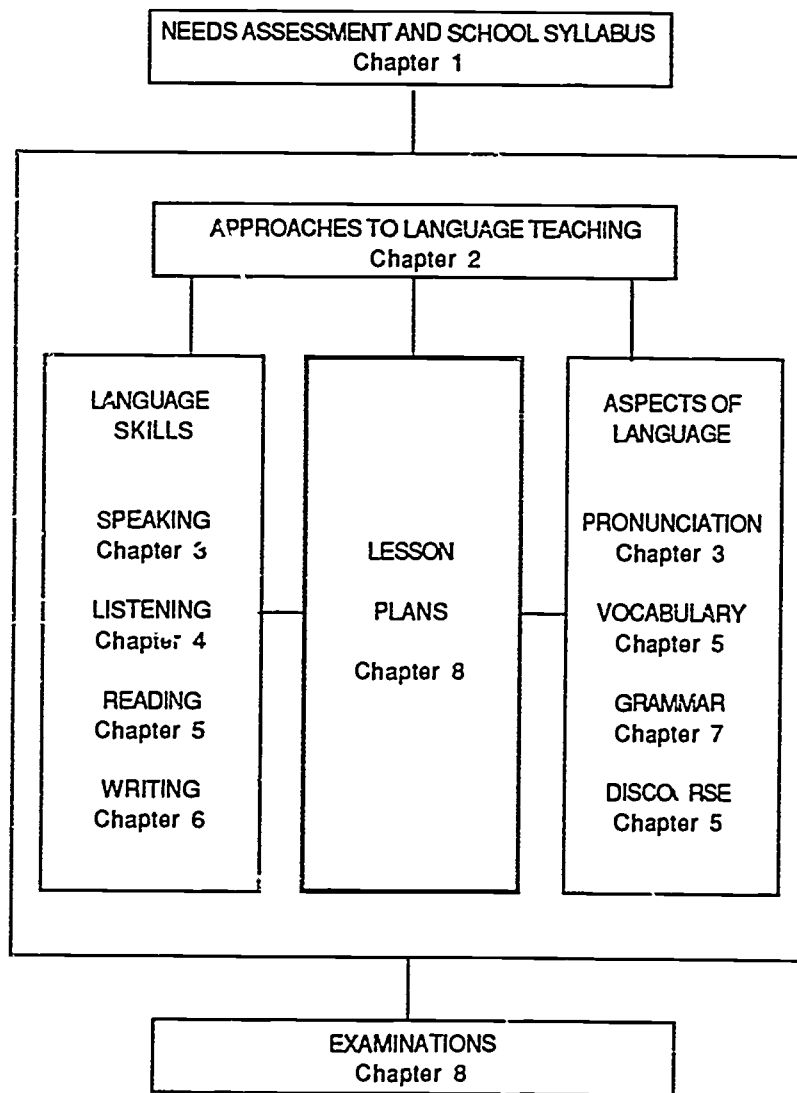 NEEDS ASSESSMENT AND SCHOOL SYLLABUS
Chapter 1
APPROACHES TO LANGUAGE TEACHING
Chapter 2
LANGUAGE
SKILLS
SPEAKING
Chapter 3
LISTENING
Chapter 4
READING
Chapter 5
WRITING
Chapter 6
LESSON
PLANS
Chapter 8
ASPECTS OF
LANGUAGE
PRONUNCIATION
Chapter 3
VOCABULARY
Chapter 5
GRAMMAR
Chapter 7
DISCOURSE
Chapter 5
EXAMINATIONS
Chapter 8